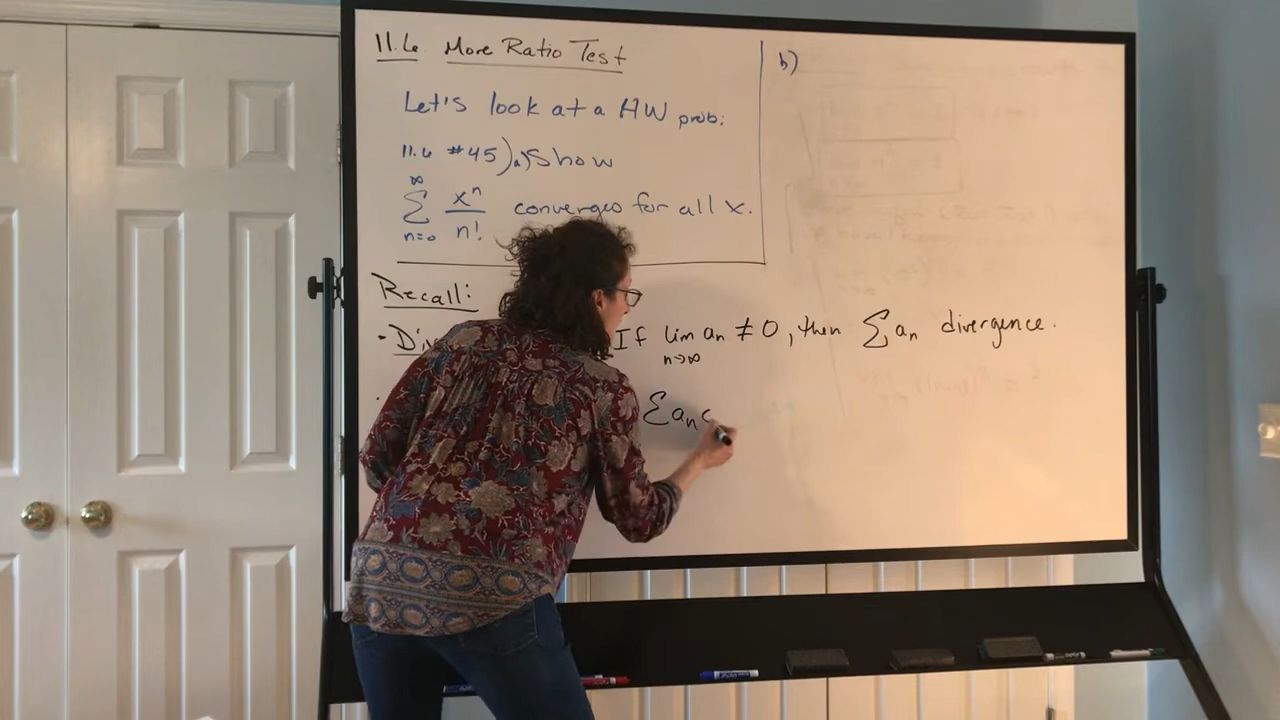 11.6 More Ratio Test
Let's look at a HW prob:
11.6 #45) a) Show
∞
∑ xⁿ/n! converges for all x.
n=0
b)
Recall:
If lim aₙ ≠ 0, then ∑aₙ divergence.
n→∞
∑aₙ c